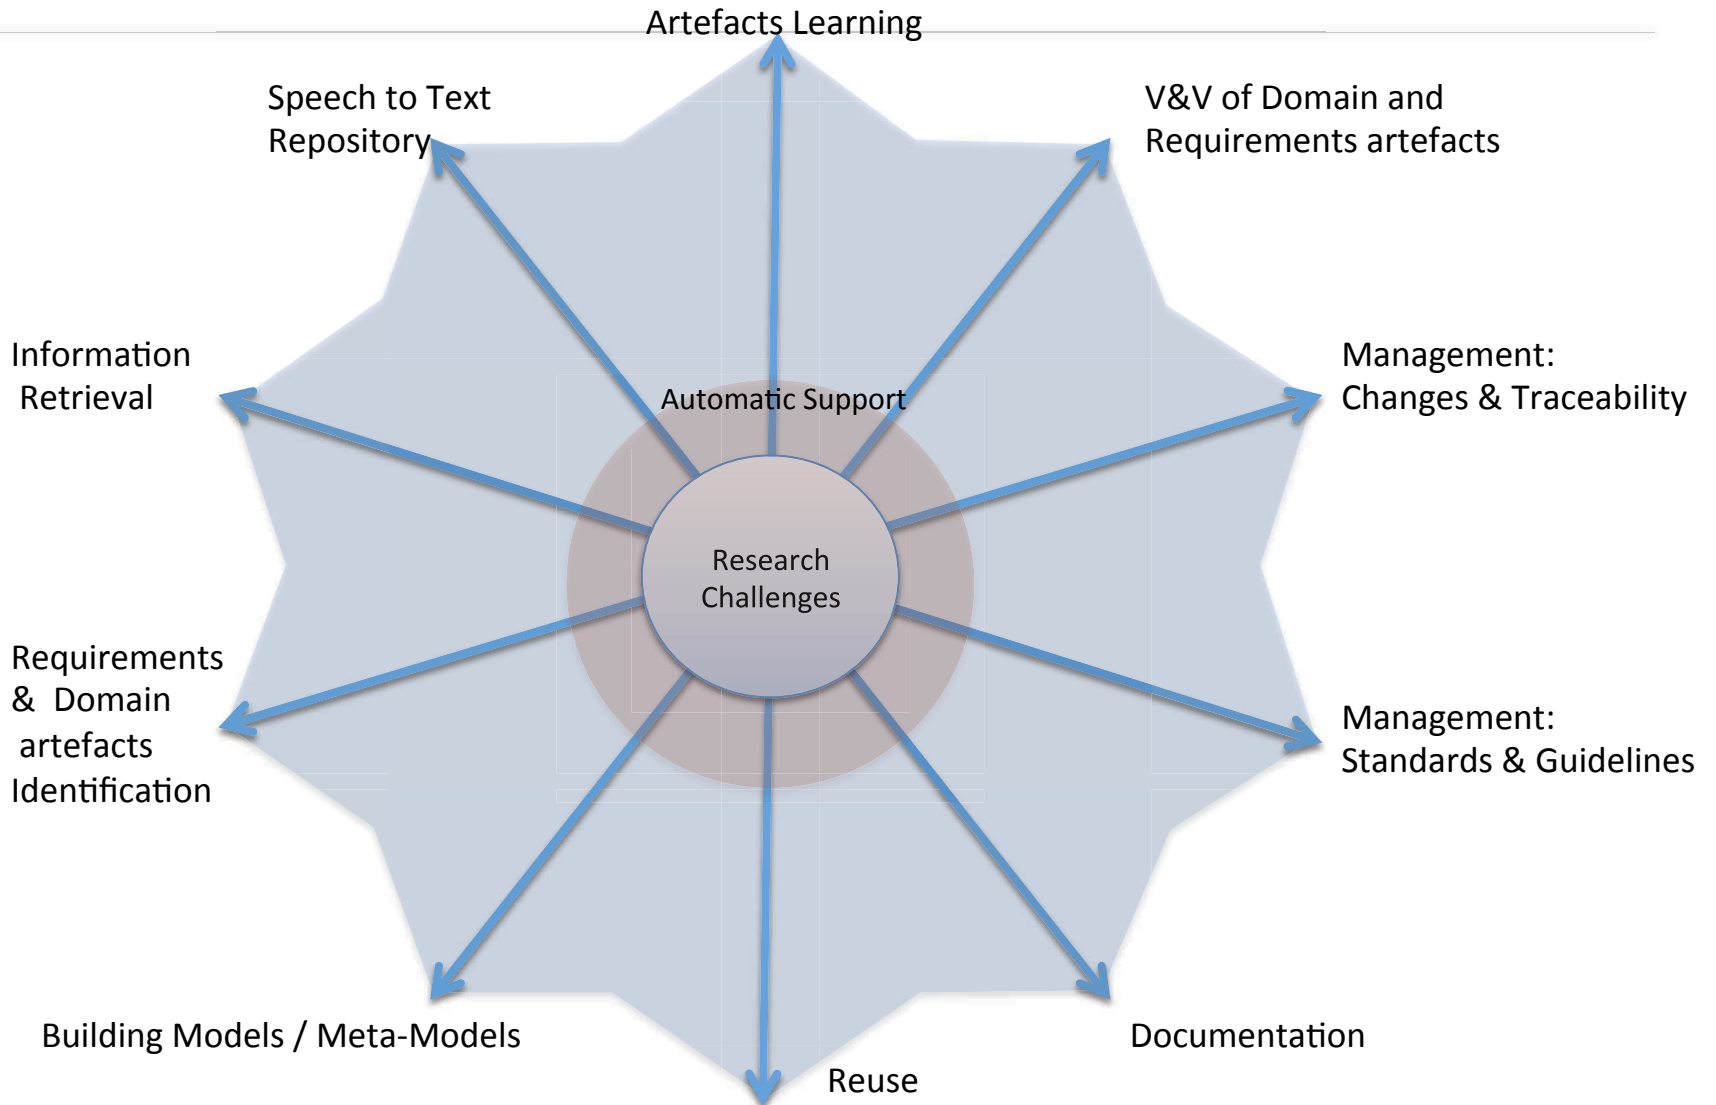 Artefacts Learning
Speech to Text
Repository
V&V of Domain and
Requirements artefacts
Information
Retrieval
Management:
Changes & Traceability
Automatic Support
Research
Challenges
Requirements
& Domain
artefacts
Identification
Management:
Standards & Guidelines
Building Models / Meta-Models
Documentation
Reuse